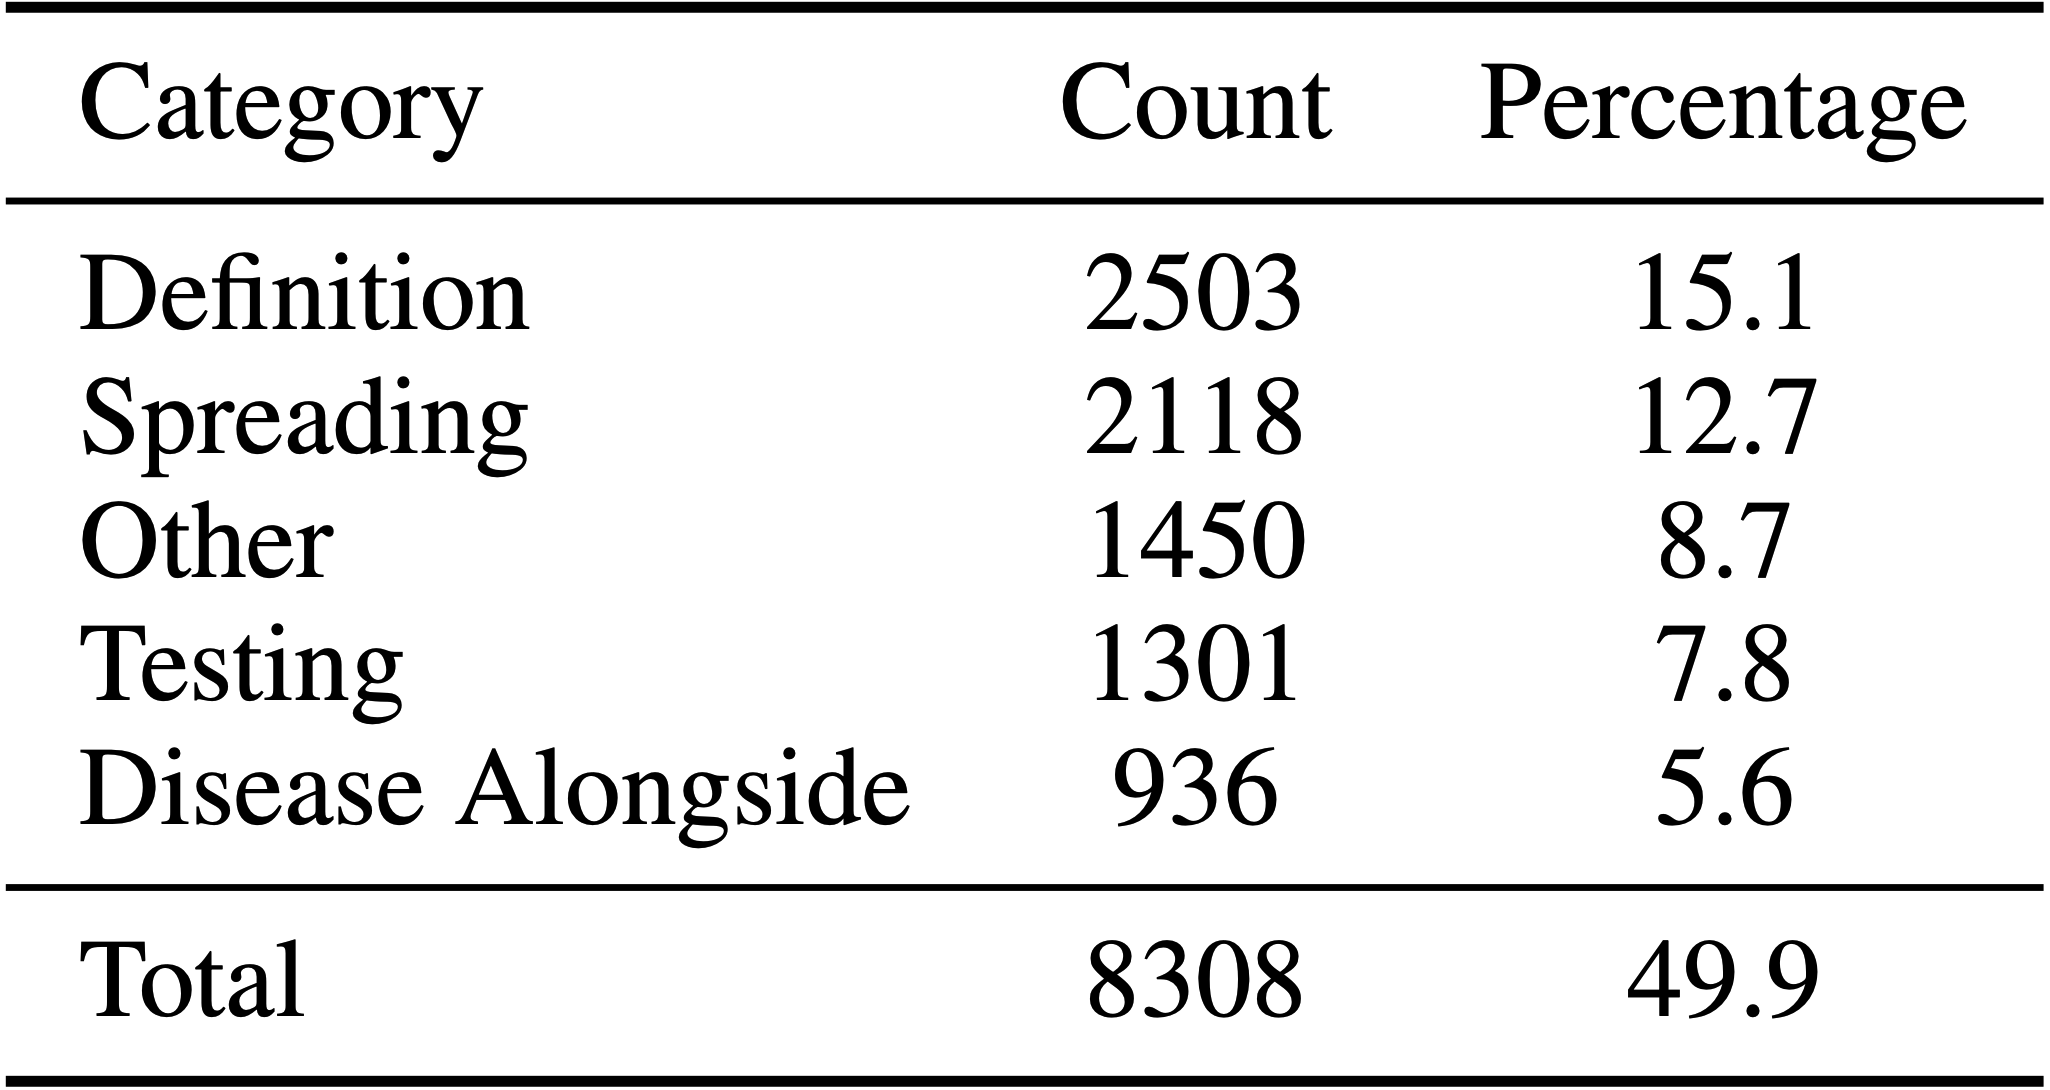 Category Count Percentage
Definition 2503 15.1
Spreading 2118 12.7
Other 1450 8.7
Testing 1301 7.8
Disease Alongside 936 5.6
Total 8308 49.9